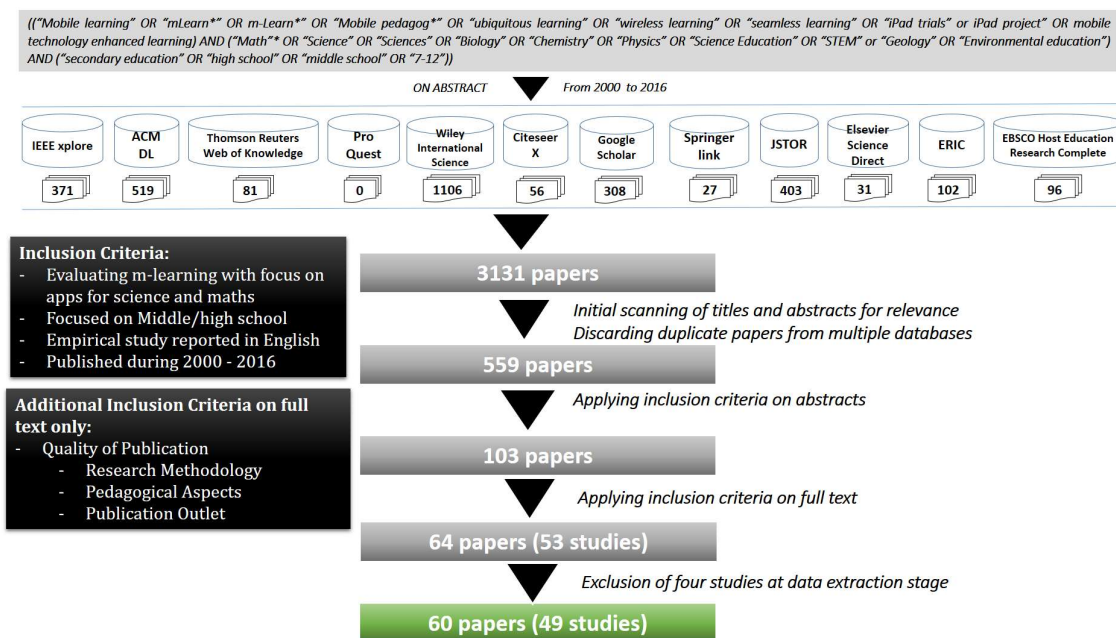 ((“Mobile learning” OR “mLearn*” OR m-Learn*” OR “Mobile pedagog*” OR “ubiquitous learning” OR “wireless learning” OR “seamless learning” OR “iPad trials” or iPad project” OR mobile
technology enhanced learning) AND (“Math”* OR “Science” OR “Sciences” OR “Biology” OR “Chemistry” OR “Physics” OR “Science Education” OR “STEM” or “Geology” OR “Environmental education”)
AND (“secondary education” OR “high school” OR “middle school” OR “7-12”))
ON ABSTRACT From 2000 to 2016
IEEE xplore
ACM
DL
Thomson Reuters
Web of Knowledge
Pro
Quest
Wiley
International
Science
Citeseer
X
Google
Scholar
Springer
link
JSTOR
Elsevier
Science
Direct
ERIC
EBSCO Host Education
Research Complete
371 519 81 0 1106 56 308 27 403 31 102 96
Inclusion Criteria:
- Evaluating m-learning with focus on
apps for science and maths
- Focused on Middle/high school
- Empirical study reported in English
- Published during 2000 - 2016
Additional Inclusion Criteria on full
text only:
- Quality of Publication
- Research Methodology
- Pedagogical Aspects
- Publication Outlet
3131 papers
Initial scanning of titles and abstracts for relevance
Discarding duplicate papers from multiple databases
559 papers
Applying inclusion criteria on abstracts
103 papers
Applying inclusion criteria on full text
64 papers (53 studies)
Exclusion of four studies at data extraction stage
60 papers (49 studies)